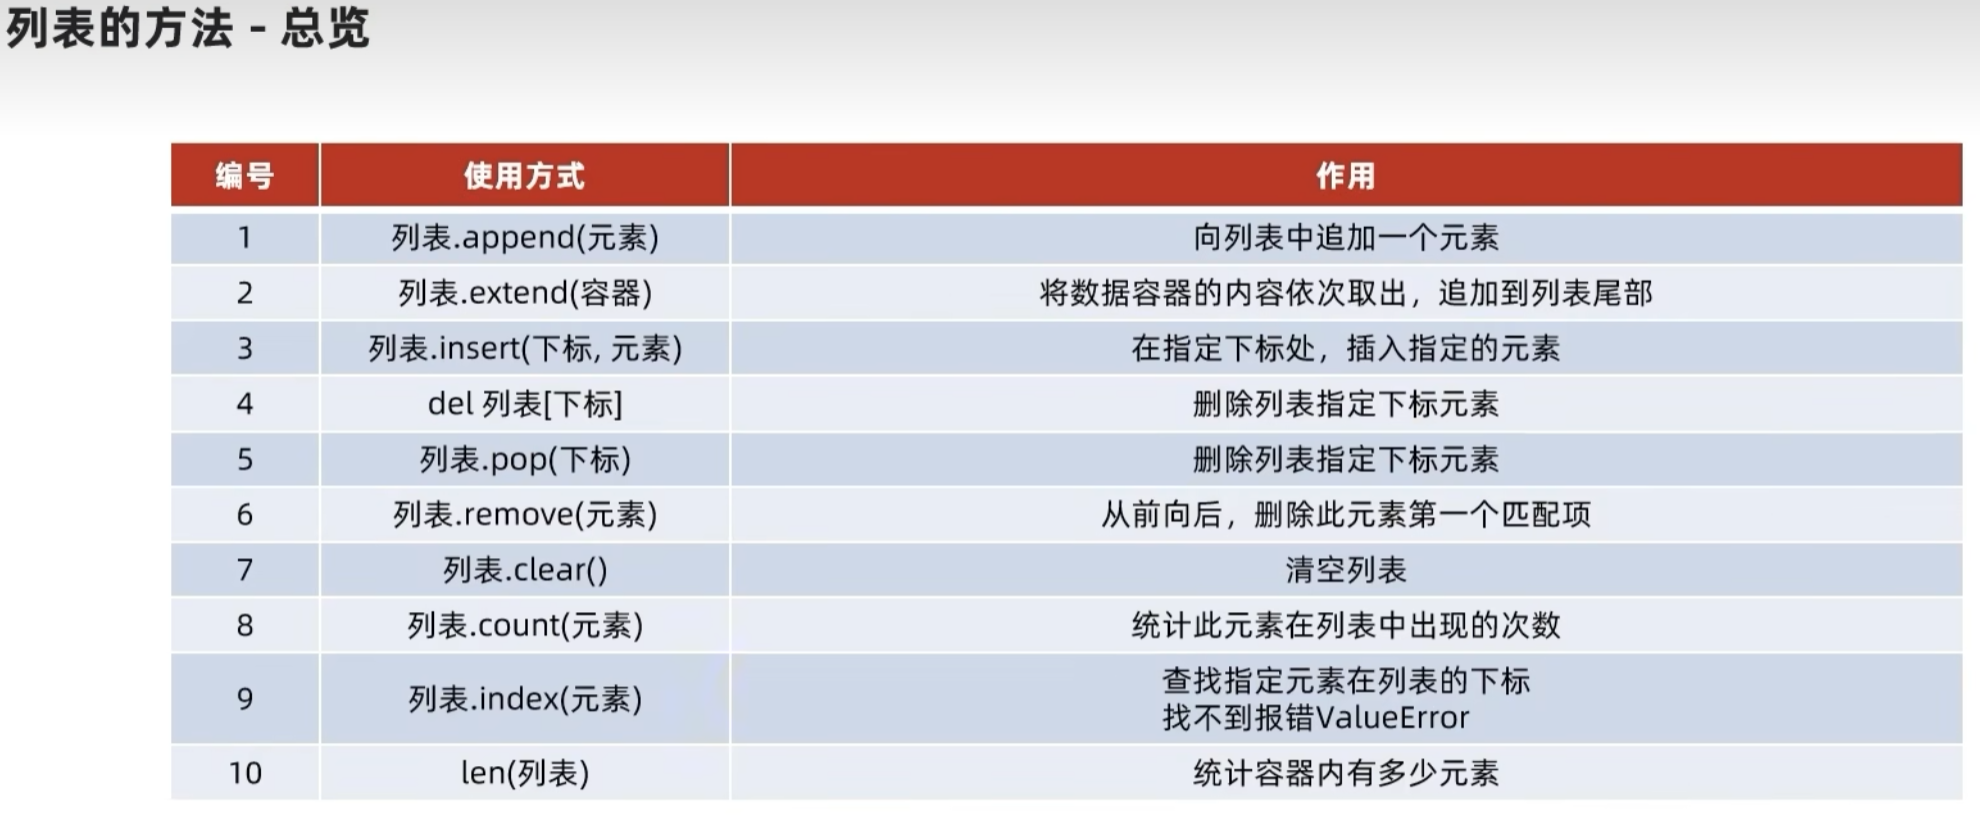 列表的方法 - 总览
编号 使用方式 作用
1 列表.append(元素) 向列表中追加一个元素
2 列表.extend(容器) 将数据容器的内容依次取出，追加到列表尾部
3 列表.insert(下标, 元素) 在指定下标处，插入指定的元素
4 del 列表[下标] 删除列表指定下标元素
5 列表.pop(下标) 删除列表指定下标元素
6 列表.remove(元素) 从前向后，删除此元素第一个匹配项
7 列表.clear() 清空列表
8 列表.count(元素) 统计此元素在列表中出现的次数
9 列表.index(元素) 查找指定元素在列表的下标
找不到报错ValueError
10 len(列表) 统计容器内有多少元素